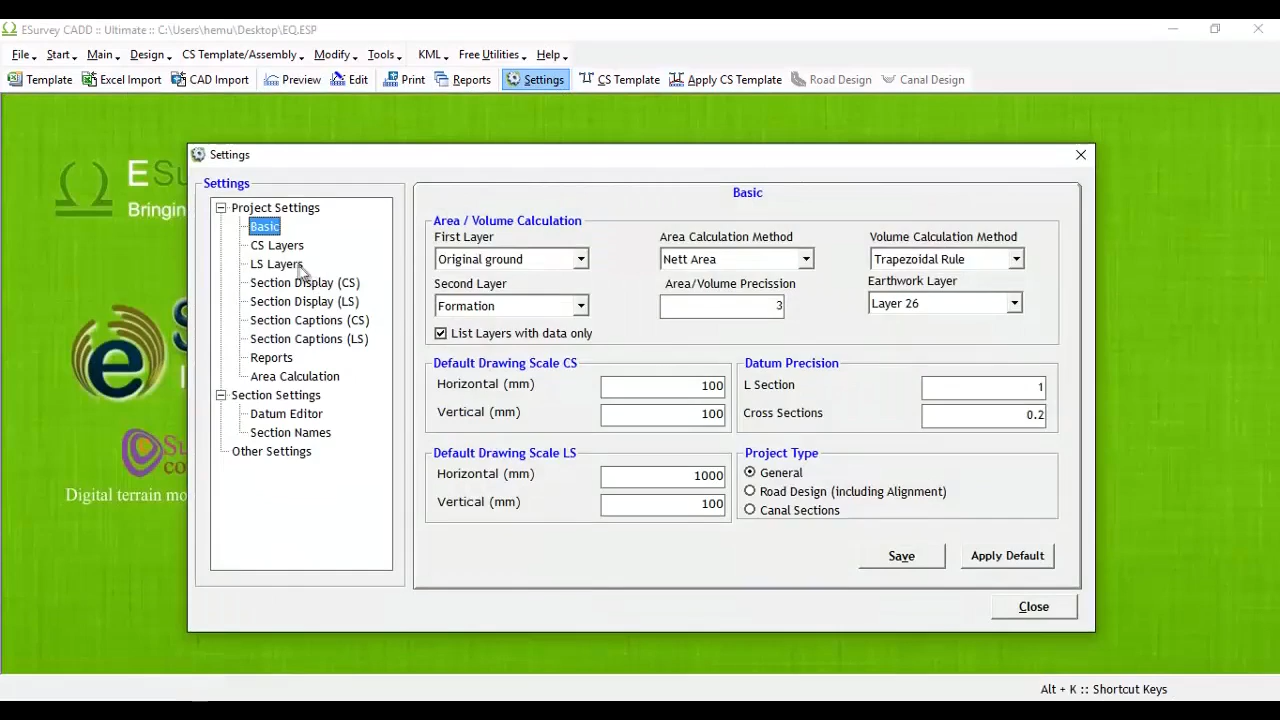 ESurvey CADD :: Ultimate :: C:\Users\hemu\Desktop\EQ.ESP
File Start Main Design CS Template/Assembly Modify Tools KML Free Utilities Help
Template Excel Import CAD Import Preview Edit Print Reports Settings CS Template Apply CS Template Road Design Canal Design
ES
Bringin
Digital terrain mo
Settings
Settings
Project Settings
Basic
CS Layers
LS Layers
Section Display (CS)
Section Display (LS)
Section Captions (CS)
Section Captions (LS)
Reports
Area Calculation
Section Settings
Datum Editor
Section Names
Other Settings
Basic
Area / Volume Calculation
First Layer Area Calculation Method Volume Calculation Method
Original ground Nett Area Trapezoidal Rule
Second Layer Area/Volume Precission Earthwork Layer
Formation 3 Layer 26
List Layers with data only
Default Drawing Scale CS
Horizontal (mm) 100
Vertical (mm) 100
Datum Precision
L Section 1
Cross Sections 0.2
Default Drawing Scale LS
Horizontal (mm) 1000
Vertical (mm) 100
Project Type
General
Road Design (including Alignment)
Canal Sections
Save Apply Default
Close
Alt + K :: Shortcut Keys